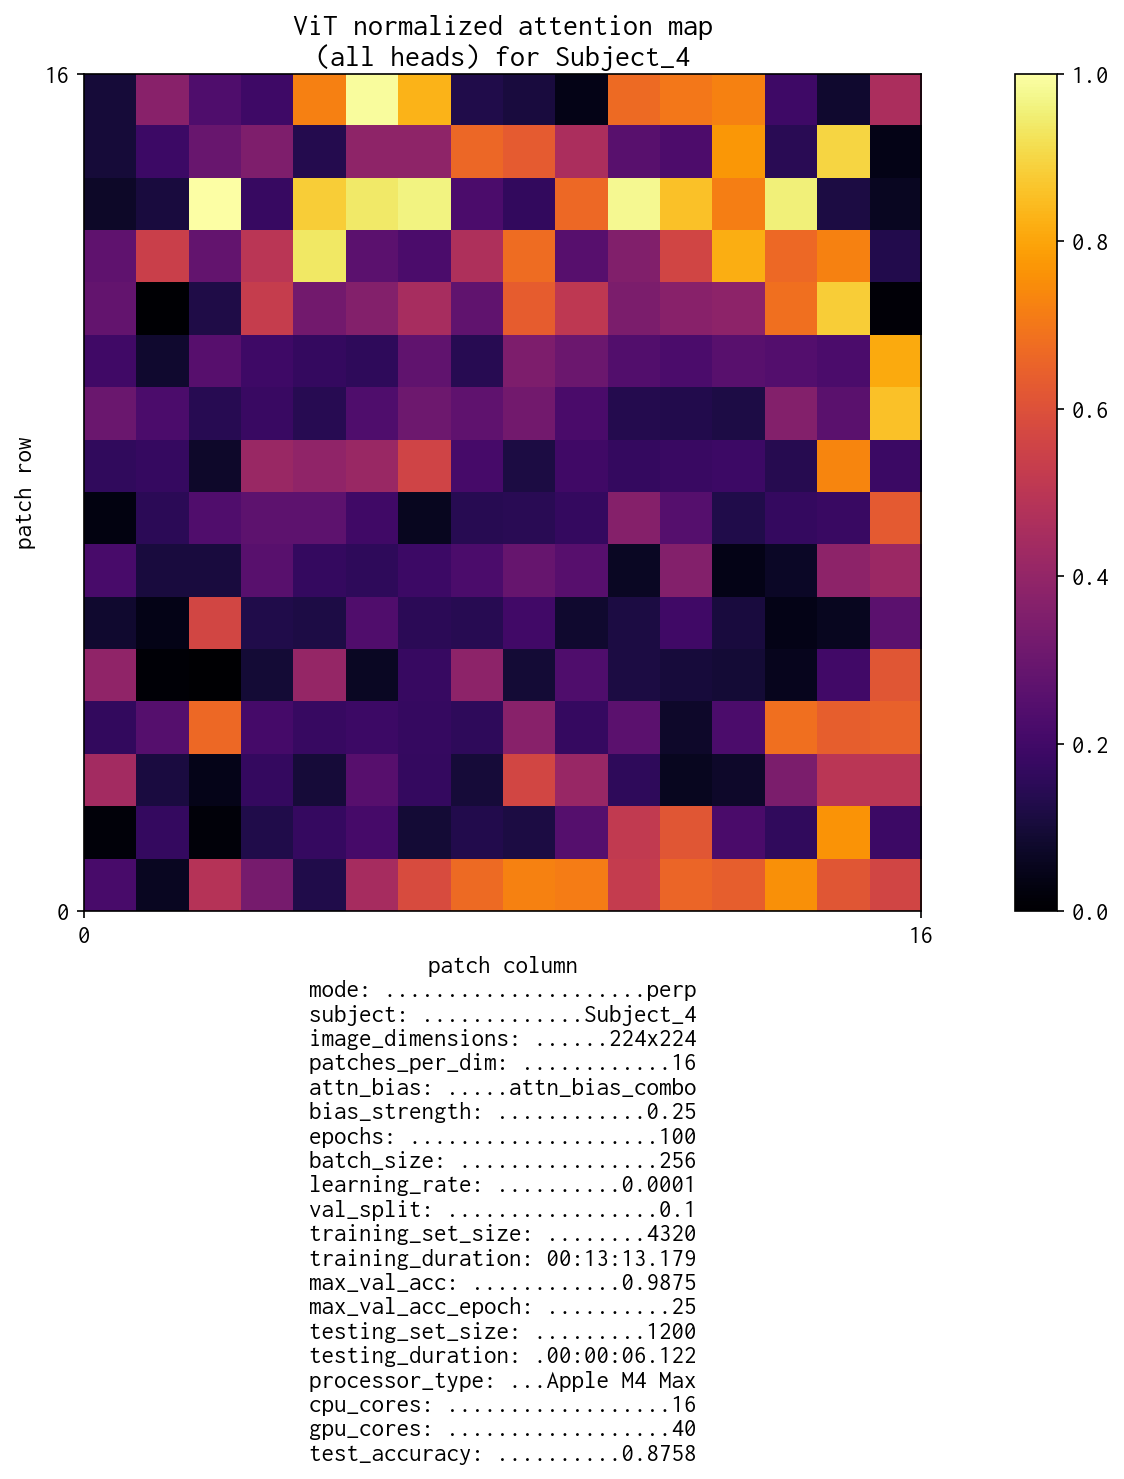 ViT normalized attention map
(all heads) for Subject_4
16
0
patch row
0
16
patch column
1.0
0.8
0.6
0.4
0.2
0.0
mode: .....................perp
subject: .............Subject_4
image_dimensions: ......224x224
patches_per_dim: ............16
attn_bias: .....attn_bias_combo
bias_strength: ............0.25
epochs: ....................100
batch_size: ................256
learning_rate: ..........0.0001
val_split: .................0.1
training_set_size: ........4320
training_duration: 00:13:13.179
max_val_acc: ............0.9875
max_val_acc_epoch: ..........25
testing_set_size: .........1200
testing_duration: .00:00:06.122
processor_type: ...Apple M4 Max
cpu_cores: ..................16
gpu_cores: ..................40
test_accuracy: ..........0.8758